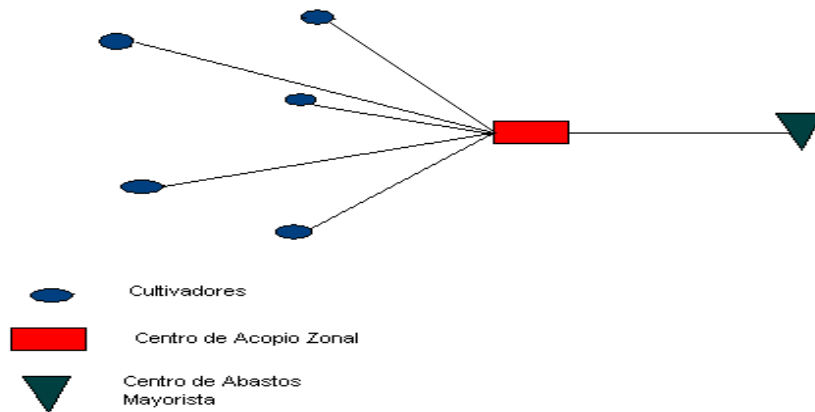 Cultivadores
Centro de Acopio Zonal
Centro de Abastos
Mayorista